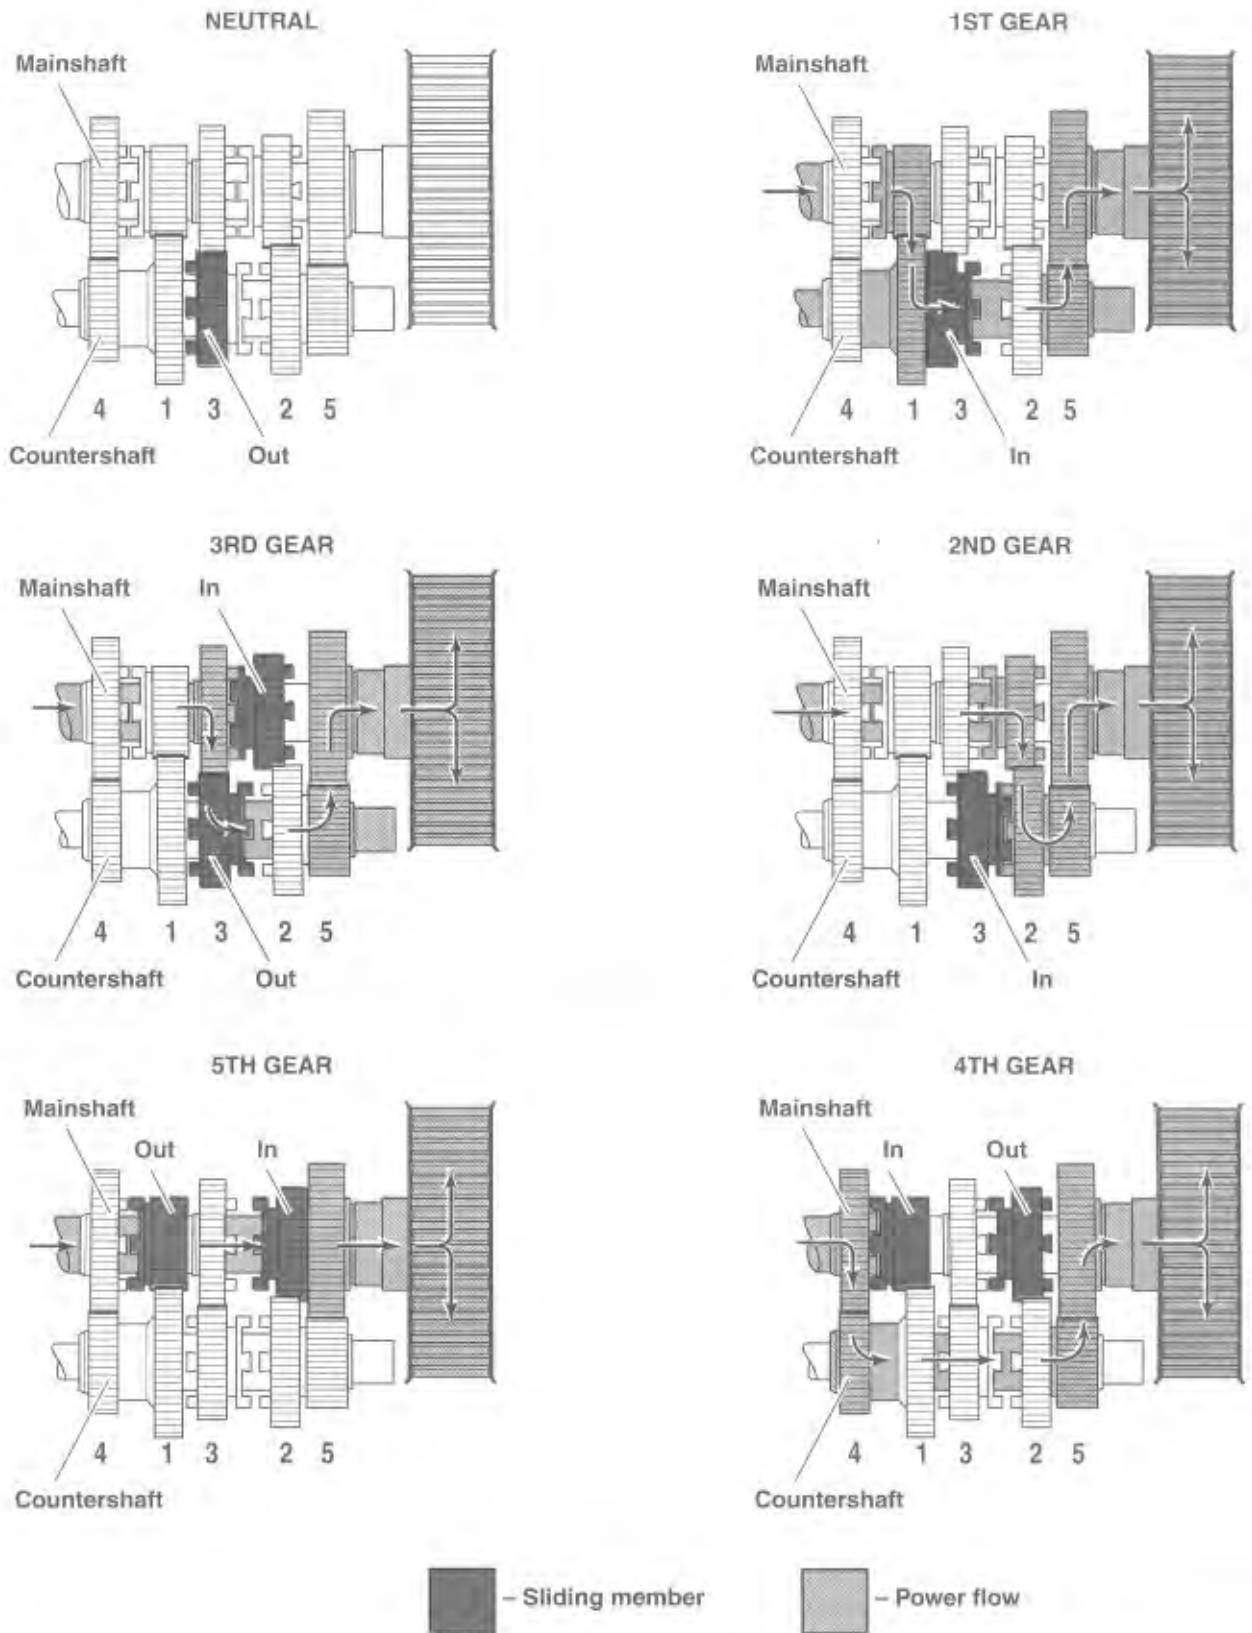 NEUTRAL
Mainshaft
4 1 3 2 5
Countershaft Out
1ST GEAR
Mainshaft
4 1 3 2 5
Countershaft In
3RD GEAR
Mainshaft In
4 1 3 2 5
Countershaft Out
2ND GEAR
Mainshaft
4 1 3 2 5
Countershaft In
5TH GEAR
Mainshaft
Out In
4 1 3 2 5
Countershaft
4TH GEAR
Mainshaft
In Out
4 1 3 2 5
Countershaft
– Sliding member
– Power flow